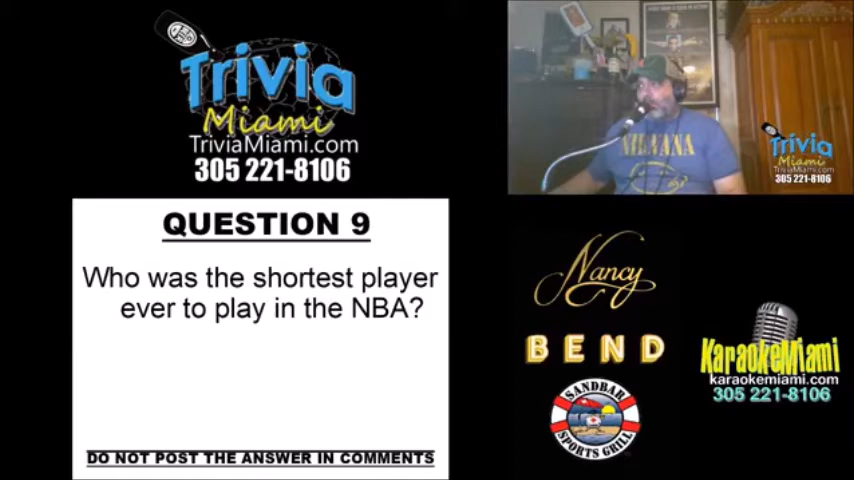 Trivia
Miami
TriviaMiami.com
305 221-8106
QUESTION 9
Who was the shortest player
ever to play in the NBA?
DO NOT POST THE ANSWER IN COMMENTS
NIRVANA
Trivia
Miami
TriviaMiami.com
305 221-8106
Nancy
BEND
SANDBAR
SPORTS GRILL
KaraokeMiami
karaokemiami.com
305 221-8106